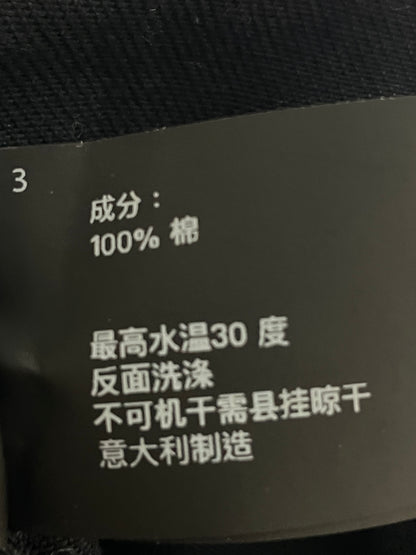 3
成分：
100% 棉
最高水温30 度
反面洗涤
不可机干需县挂晾干
意大利制造